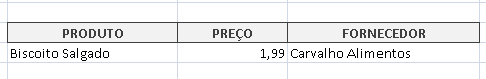 PRODUTO PREÇO FORNECEDOR
Biscoito Salgado 1,99 Carvalho Alimentos